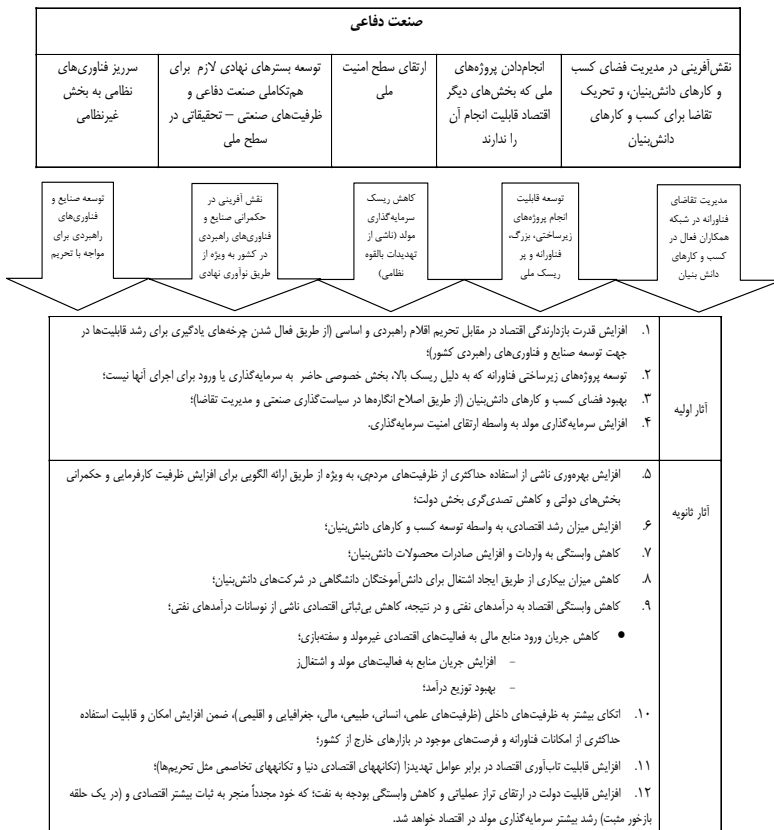 صنعت دفاعی
نقش‌آفرینی در مدیریت فضای کسب
و کارهای دانش‌بنیان، و تحریک
تقاضا برای کسب و کارهای
دانش‌بنیان
انجام‌دادن پروژه‌های
ملی که بخش‌های دیگر
اقتصاد قابلیت انجام آن
را ندارند
ارتقای سطح امنیت
ملی
توسعه بسترهای نهادی لازم برای
هم‌تکاملی صنعت دفاعی و
ظرفیت‌های صنعتی – تحقیقاتی در
سطح ملی
سرریز فناوری‌های
نظامی به بخش
غیرنظامی
مدیریت تقاضای
فناورانه در شبکه
همکاران فعال در
کسب و کارهای
دانش بنیان
توسعه قابلیت
انجام پروژه‌های
زیرساختی، بزرگ،
فناورانه و پر
ریسک ملی
کاهش ریسک
سرمایه‌گذاری
مولد (ناشی از
تهدیدات بالقوه
نظامی)
نقش آفرینی در
حکمرانی صنایع و
فناوری‌های راهبردی
در کشور به ویژه از
طریق نوآوری نهادی
توسعه صنایع و
فناوری‌های
راهبردی برای
مواجه با تحریم
آثار اولیه
۱. افزایش قدرت بازدارندگی اقتصاد در مقابل تحریم اقلام راهبردی و اساسی (از طریق فعال شدن چرخه‌های یادگیری برای رشد قابلیت‌ها در
جهت توسعه صنایع و فناوری‌های راهبردی کشور)؛
۲. توسعه پروژه‌های زیرساختی فناورانه که به دلیل ریسک بالا، بخش خصوصی حاضر به سرمایه‌گذاری یا ورود برای اجرای آنها نیست؛
۳. بهبود فضای کسب و کارهای دانش‌بنیان (از طریق اصلاح انگاره‌ها در سیاست‌گذاری صنعتی و مدیریت تقاضا)؛
۴. افزایش سرمایه‌گذاری مولد به واسطه ارتقای امنیت سرمایه‌گذاری.
آثار ثانویه
۵. افزایش بهره‌وری ناشی از استفاده حداکثری از ظرفیت‌های مردمی، به ویژه از طریق ارائه الگویی برای افزایش ظرفیت کارفرمایی و حکمرانی
بخش‌های دولتی و کاهش تصدی‌گری بخش دولت؛
۶. افزایش میزان رشد اقتصادی، به واسطه توسعه کسب و کارهای دانش‌بنیان؛
۷. کاهش وابستگی به واردات و افزایش صادرات محصولات دانش‌بنیان؛
۸. کاهش میزان بیکاری از طریق ایجاد اشتغال برای دانش‌آموختگان دانشگاهی در شرکت‌های دانش‌بنیان؛
۹. کاهش وابستگی اقتصاد به درآمدهای نفتی و در نتیجه، کاهش بی‌ثباتی اقتصادی ناشی از نوسانات درآمدهای نفتی؛
● کاهش جریان ورود منابع مالی به فعالیت‌های اقتصادی غیرمولد و سفته‌بازی؛
– افزایش جریان منابع به فعالیت‌های مولد و اشتغال‌ز
– بهبود توزیع درآمد؛
۱۰. اتکای بیشتر به ظرفیت‌های داخلی (ظرفیت‌های علمی، انسانی، طبیعی، مالی، جغرافیایی و اقلیمی)، ضمن افزایش امکان و قابلیت استفاده
حداکثری از امکانات فناورانه و فرصت‌های موجود در بازارهای خارج از کشور؛
۱۱. افزایش قابلیت تاب‌آوری اقتصاد در برابر عوامل تهدیدزا (تکانههای اقتصادی دنیا و تکانههای تخاصمی مثل تحریم‌ها)؛
۱۲. افزایش قابلیت دولت در ارتقای تراز عملیاتی و کاهش وابستگی بودجه به نفت؛ که خود مجدداً منجر به ثبات بیشتر اقتصادی و (در یک حلقه
بازخور مثبت) رشد بیشتر سرمایه‌گذاری مولد در اقتصاد خواهد شد.